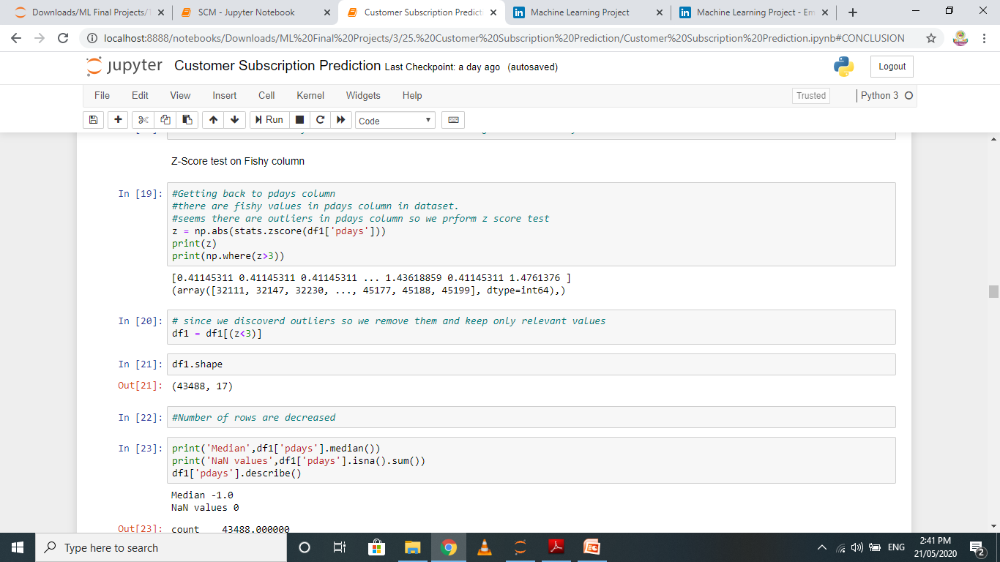 Downloads/ML Final Projects/
SCM - Jupyter Notebook
Customer Subscription Predict
Machine Learning Project
Machine Learning Project - Em
localhost:8888/notebooks/Downloads/ML%20Final%20Projects/3/25.%20Customer%20Subscription%20Prediction/Customer%20Subscription%20Prediction.ipynb#CONCLUSION
jupyter Customer Subscription Prediction Last Checkpoint: a day ago (autosaved)
Logout
File Edit View Insert Cell Kernel Widgets Help
Trusted
Python 3
Run
Code
Z-Score test on Fishy column
In [19]: #Getting back to pdays column
#there are fishy values in pdays column in dataset.
#seems there are outliers in pdays column so we prform z score test
z = np.abs(stats.zscore(df1['pdays']))
print(z)
print(np.where(z>3))
[0.41145311 0.41145311 0.41145311 ... 1.43618859 0.41145311 1.4761376 ]
(array([32111, 32147, 32230, ..., 45177, 45188, 45199], dtype=int64),)
In [20]: # since we discoverd outliers so we remove them and keep only relevant values
df1 = df1[(z<3)]
In [21]: df1.shape
Out[21]: (43488, 17)
In [22]: #Number of rows are decreased
In [23]: print('Median',df1['pdays'].median())
print('NaN values',df1['pdays'].isna().sum())
df1['pdays'].describe()
Median -1.0
NaN values 0
Out[23]: count 43488.000000
Type here to search
ENG
2:41 PM
21/05/2020
2